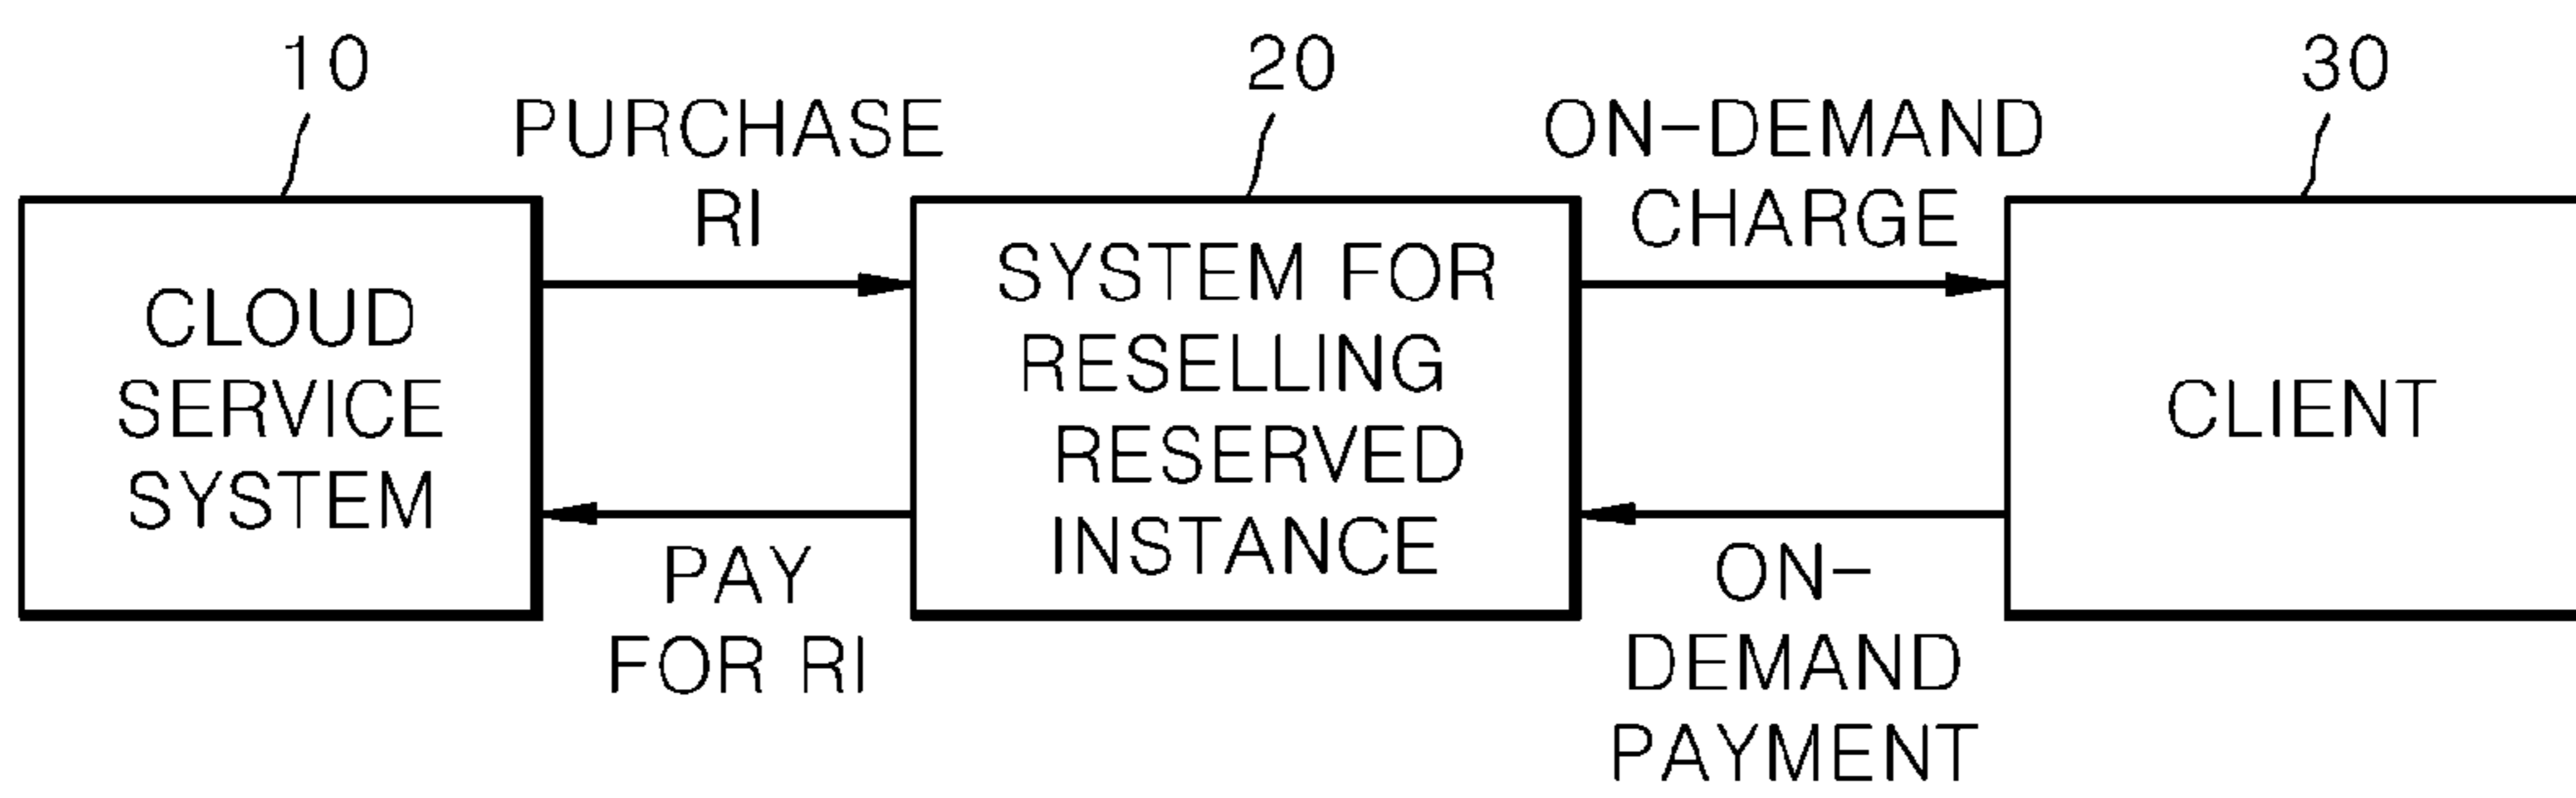 10
20
30
PURCHASE
RI
ON-DEMAND
CHARGE
CLOUD
SERVICE
SYSTEM
SYSTEM FOR
RESELLING
RESERVED
INSTANCE
CLIENT
PAY
FOR RI
ON-
DEMAND
PAYMENT